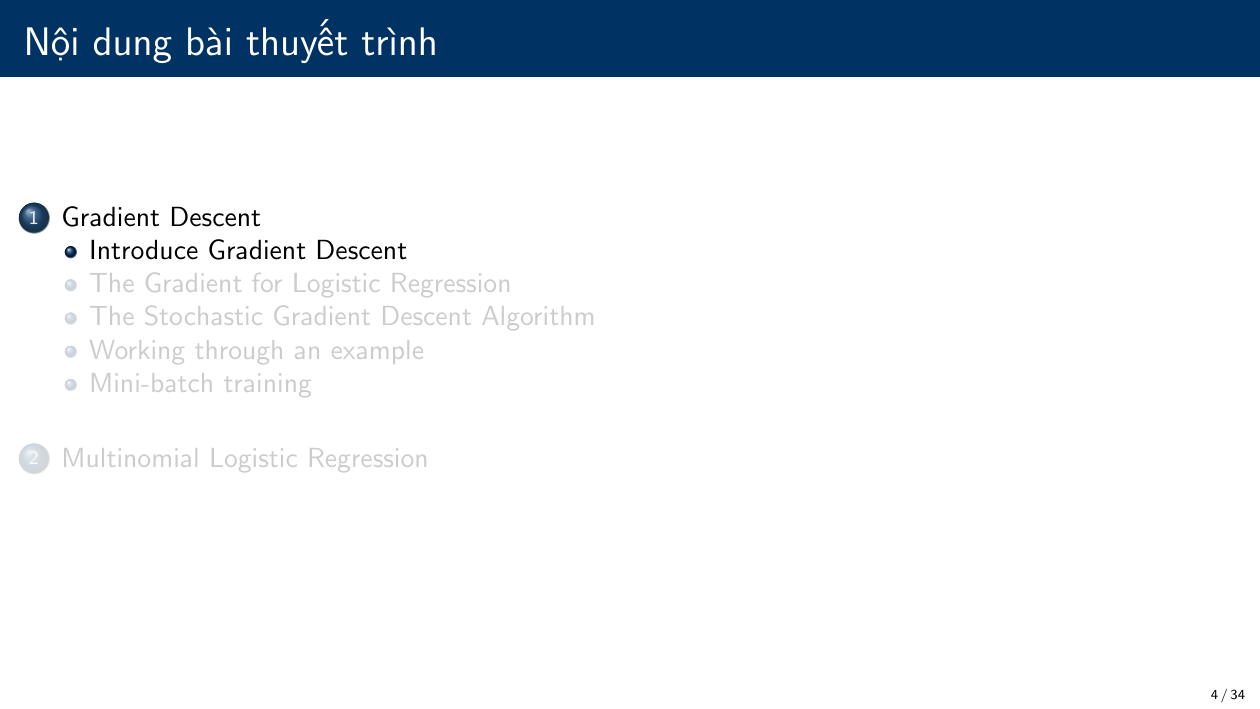 Nội dung bài thuyết trình
1 Gradient Descent
Introduce Gradient Descent
The Gradient for Logistic Regression
The Stochastic Gradient Descent Algorithm
Working through an example
Mini-batch training
2 Multinomial Logistic Regression
4 / 34